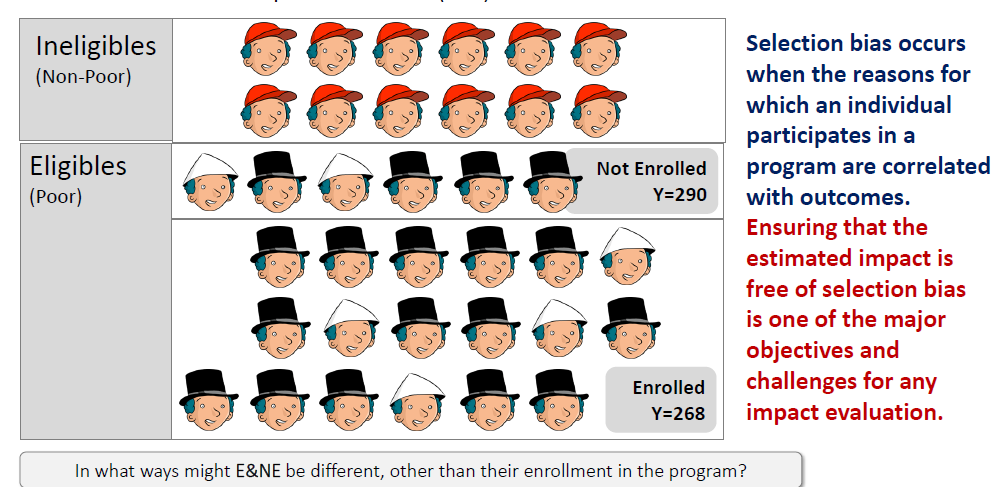 Ineligibles
(Non-Poor)
Eligibles
(Poor)
Not Enrolled
Y=290
Enrolled
Y=268
Selection bias occurs
when the reasons for
which an individual
participates in a
program are correlated
with outcomes.
Ensuring that the
estimated impact is
free of selection bias
is one of the major
objectives and
challenges for any
impact evaluation.
In what ways might E&NE be different, other than their enrollment in the program?